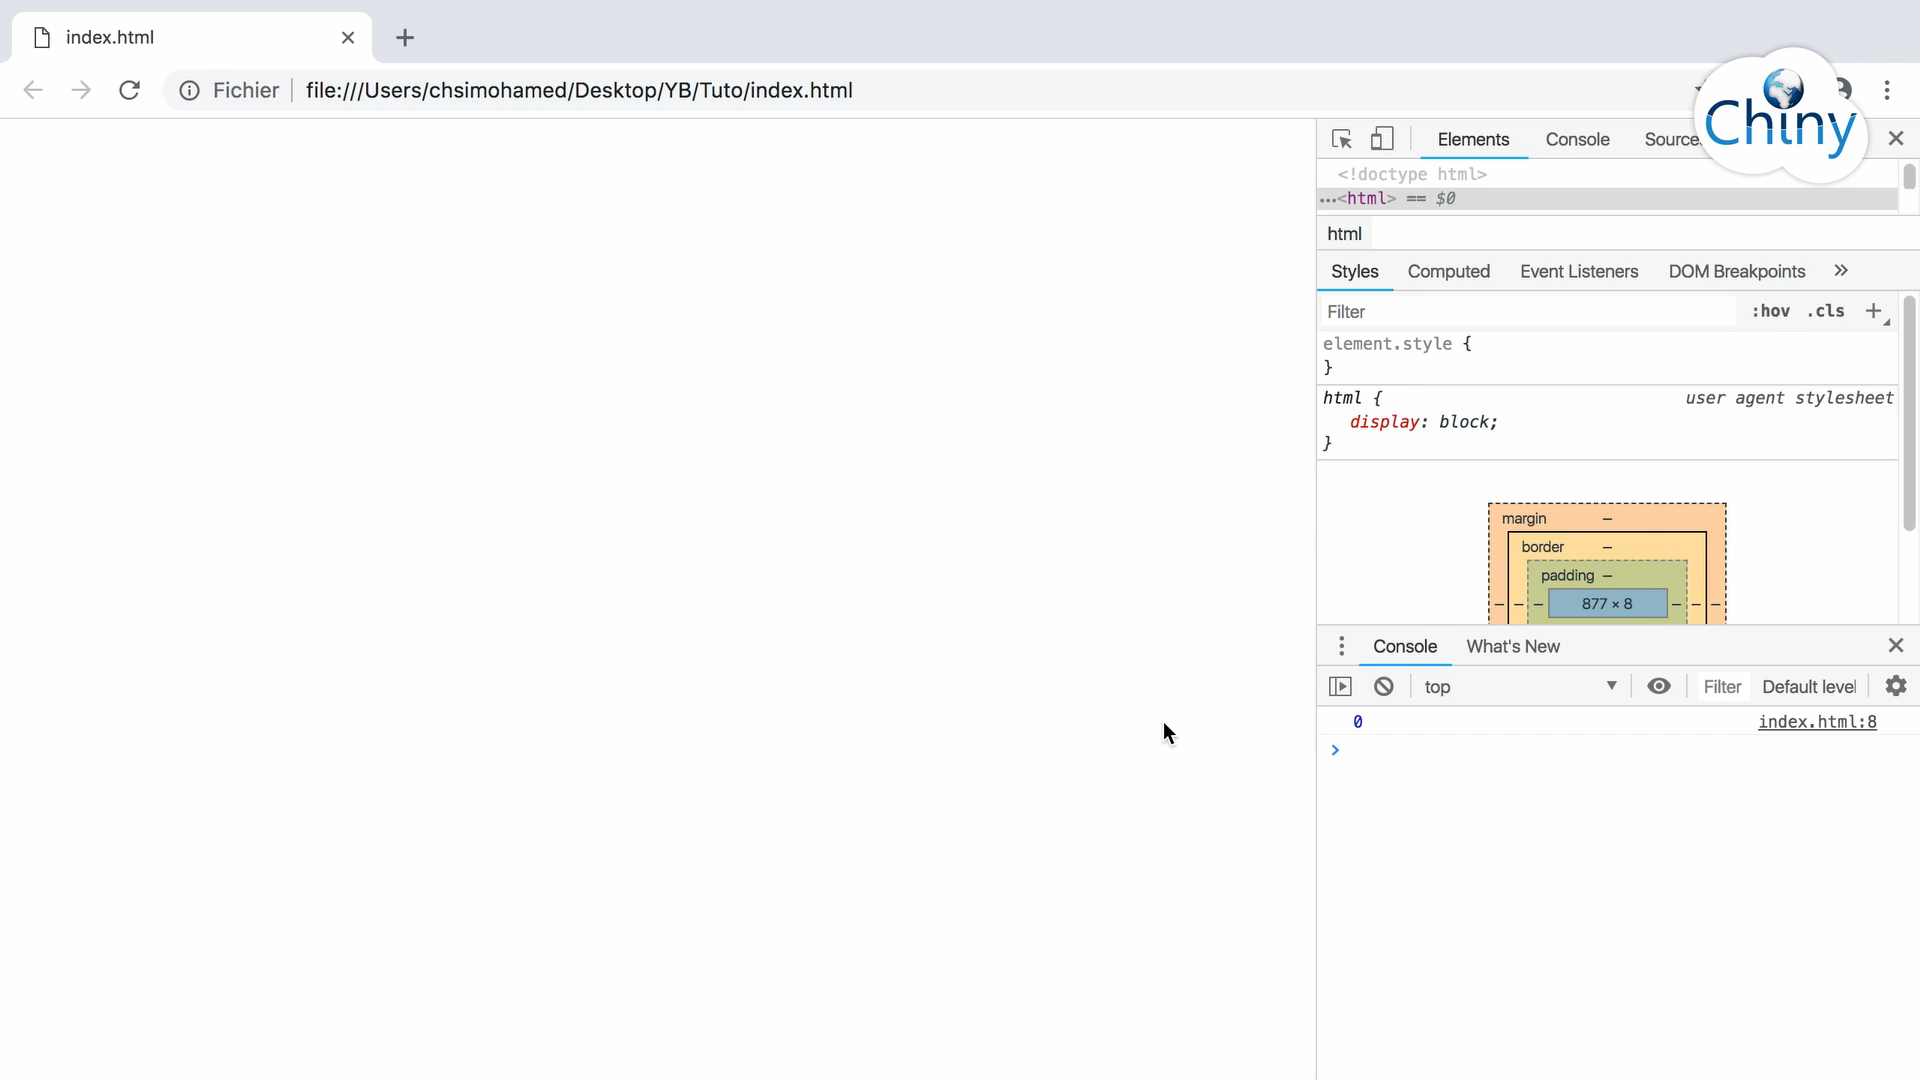 index.html
Fichier file:///Users/chsimohamed/Desktop/YB/Tuto/index.html
Chiny
Elements Console Source
<!doctype html>
…<html> == $0
html
Styles Computed Event Listeners DOM Breakpoints »
Filter :hov .cls +
element.style {
}
html { user agent stylesheet
display: block;
}
margin –
border –
padding –
– – – 877 × 8 – – –
Console What's New
top Filter Default level
0 index.html:8
>